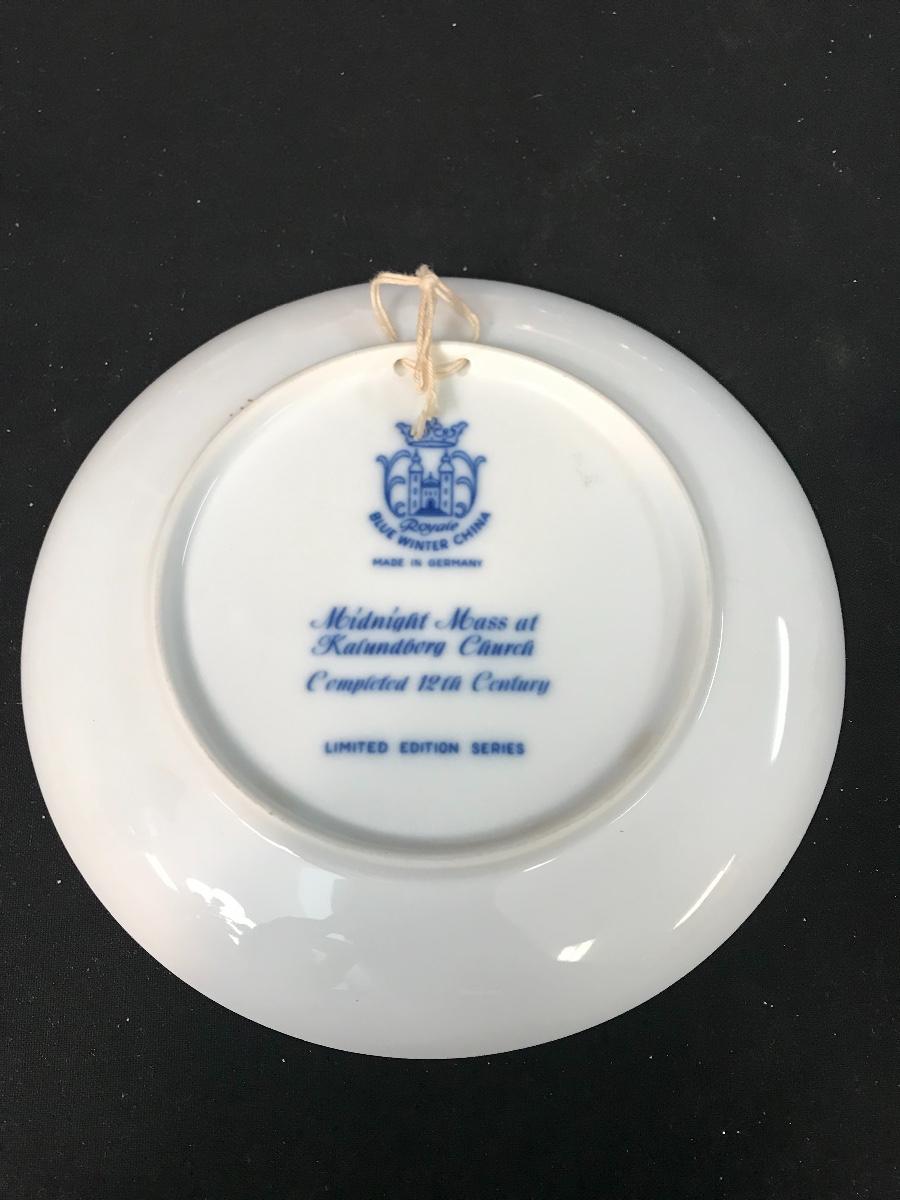 Royale
BLUE WINTER CHINA
MADE IN GERMANY
Midnight Mass at
Kalundborg Church
Completed 12th Century
LIMITED EDITION SERIES